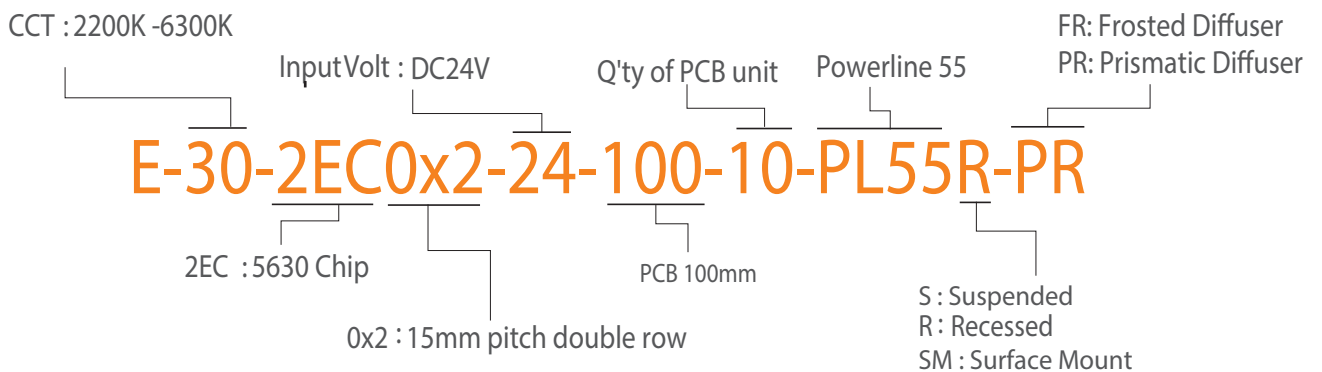 CCT : 2200K -6300K
FR: Frosted Diffuser
PR: Prismatic Diffuser
Input Volt : DC24V
Q'ty of PCB unit
Powerline 55
E-30-2EC0x2-24-100-10-PL55R-PR
2EC : 5630 Chip
PCB 100mm
0x2 : 15mm pitch double row
S : Suspended
R : Recessed
SM : Surface Mount